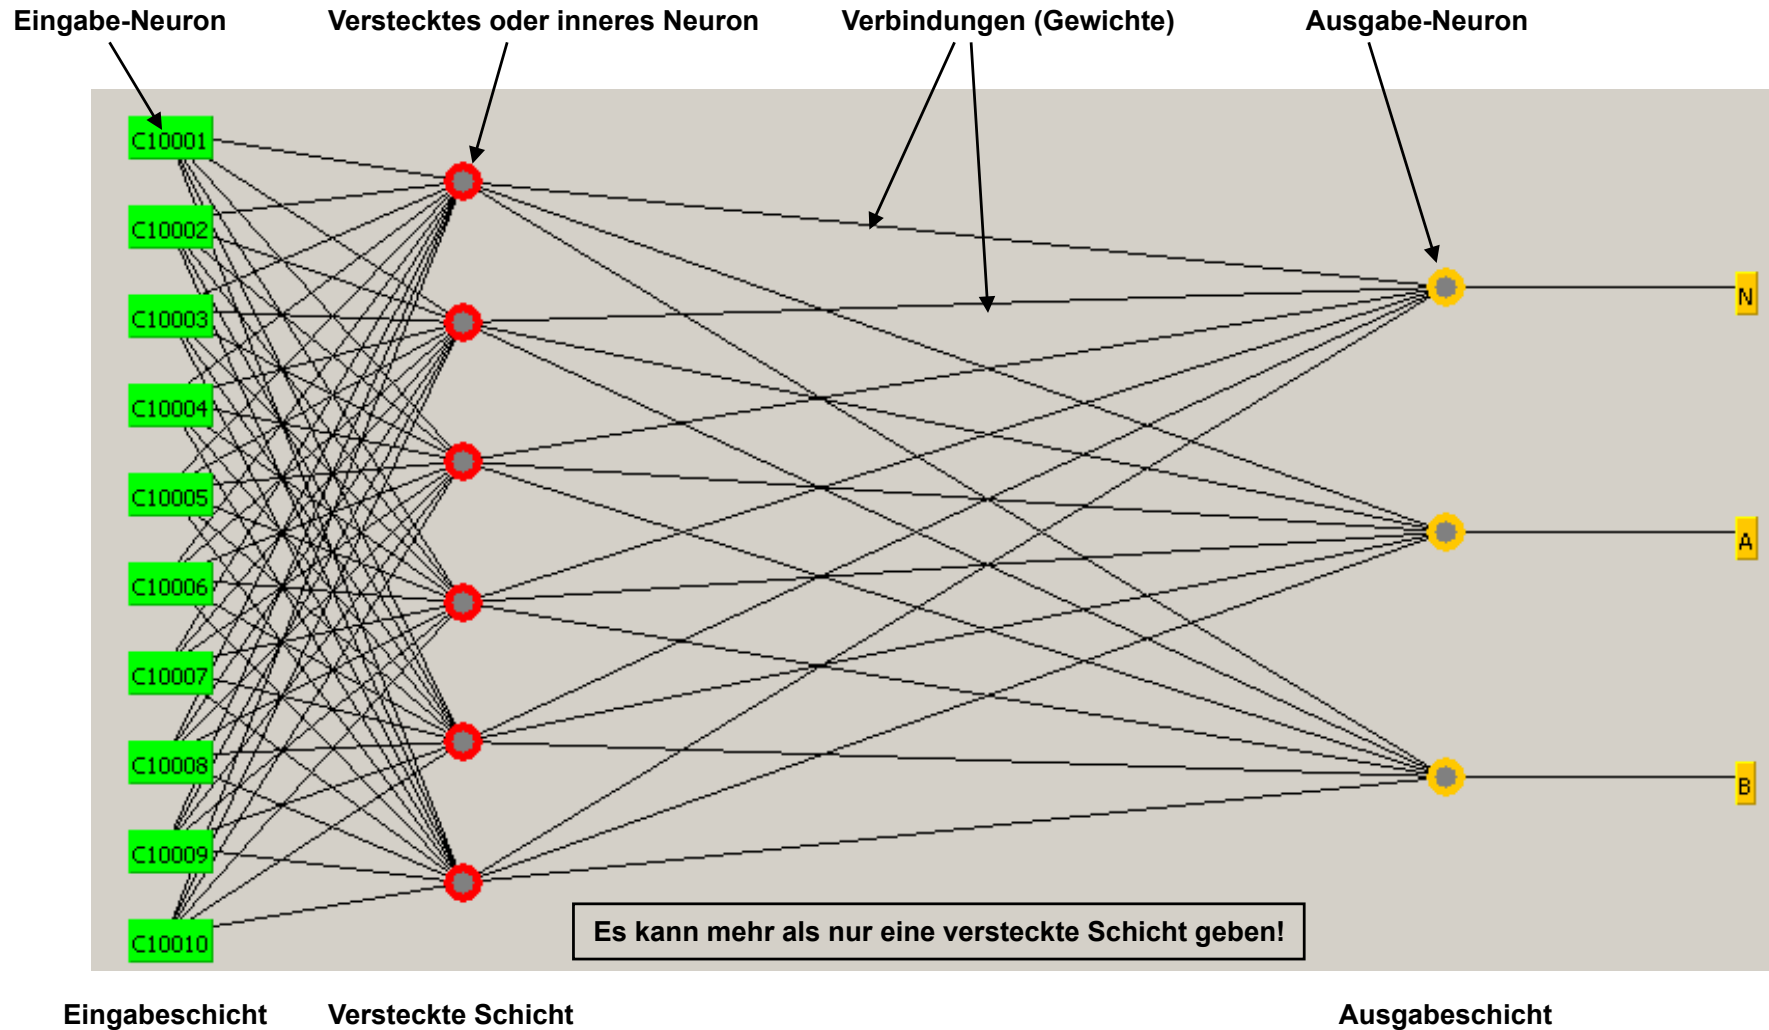 Eingabe-Neuron
Verstecktes oder inneres Neuron
Verbindungen (Gewichte)
Ausgabe-Neuron
C10001
C10002
C10003
C10004
C10005
C10006
C10007
C10008
C10009
C10010
N
A
B
Es kann mehr als nur eine versteckte Schicht geben!
Eingabeschicht
Versteckte Schicht
Ausgabeschicht